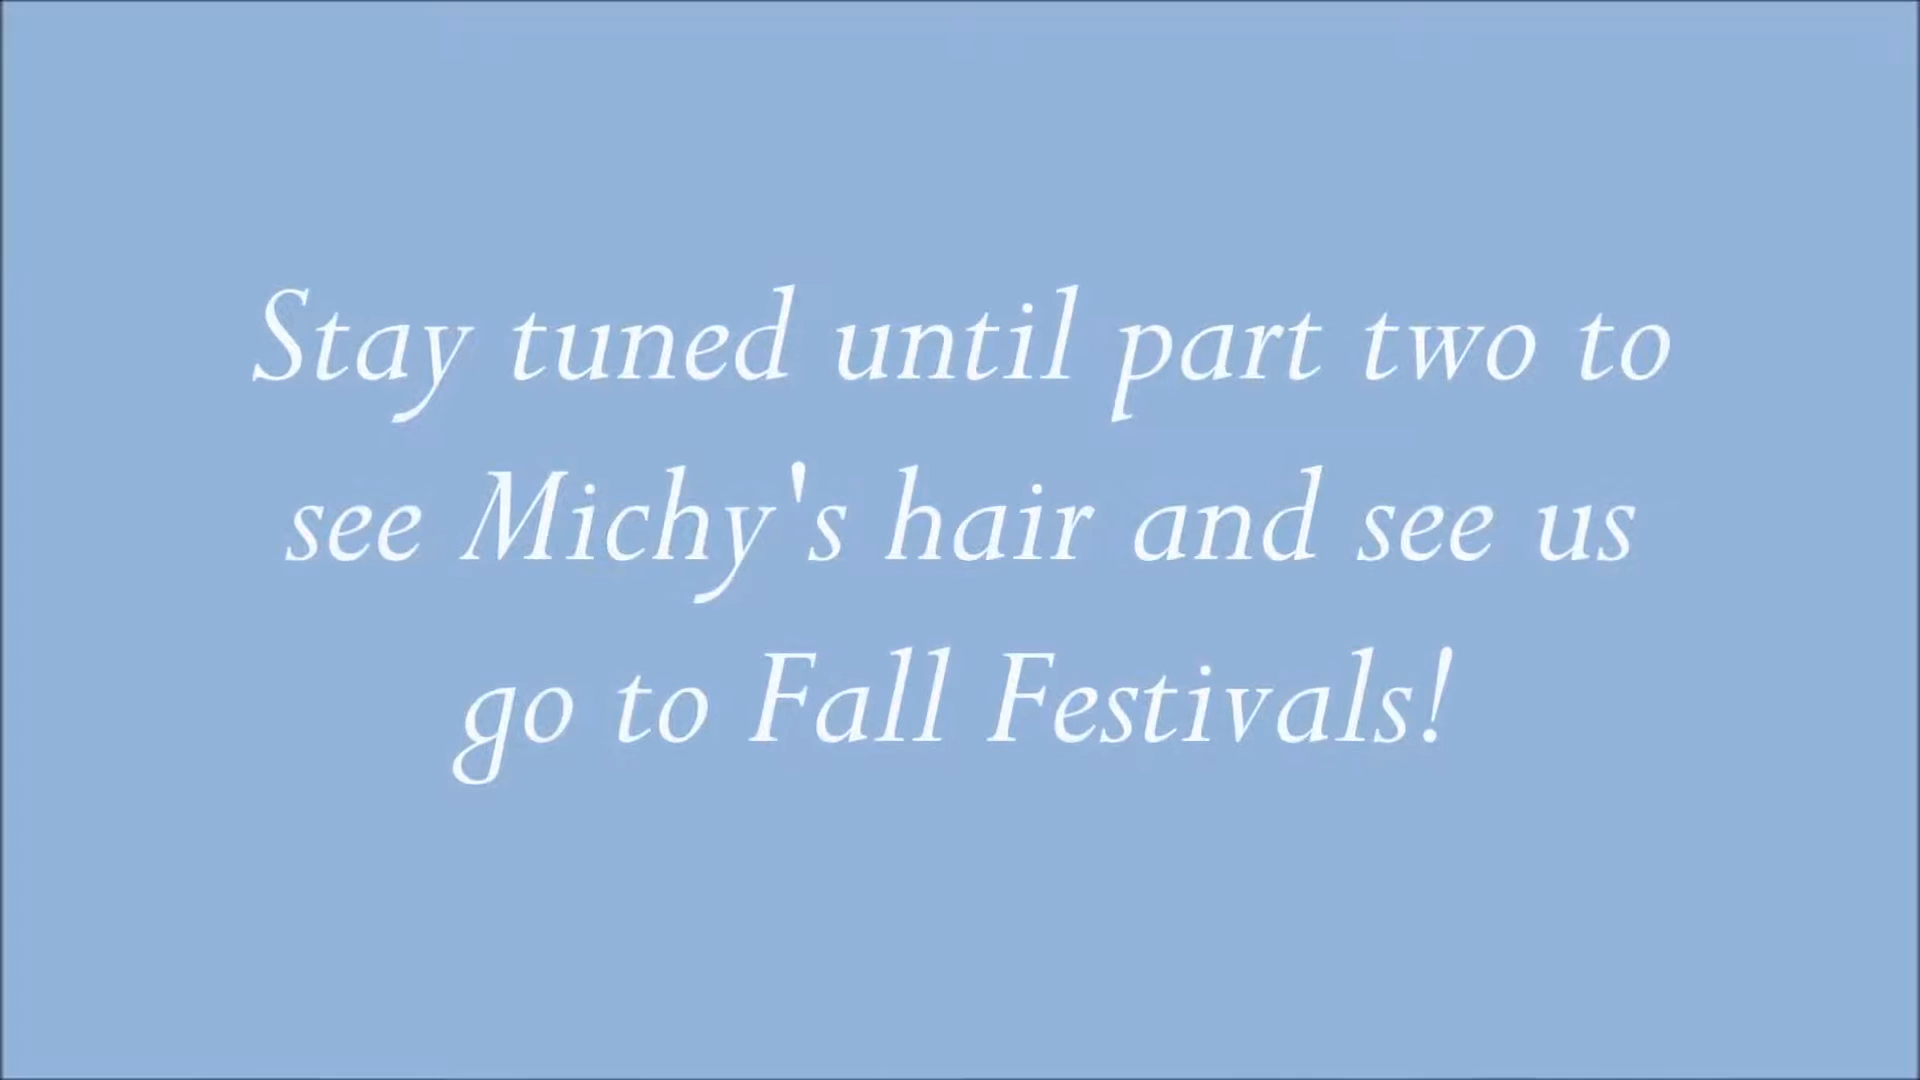 Stay tuned until part two to
see Michy's hair and see us
go to Fall Festivals!